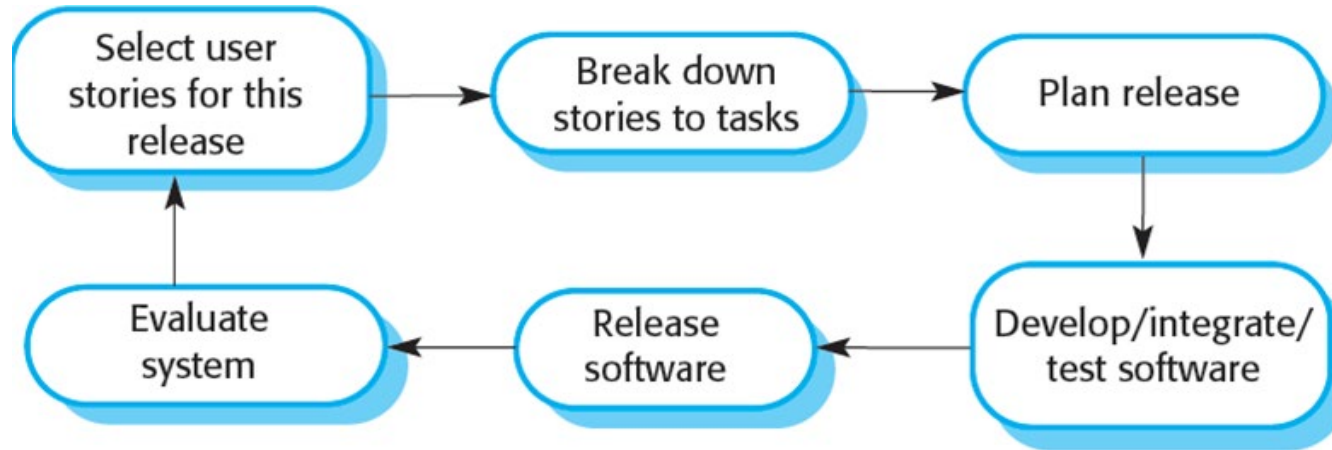 Select user
stories for this
release
Break down
stories to tasks
Plan release
Develop/integrate/
test software
Release
software
Evaluate
system